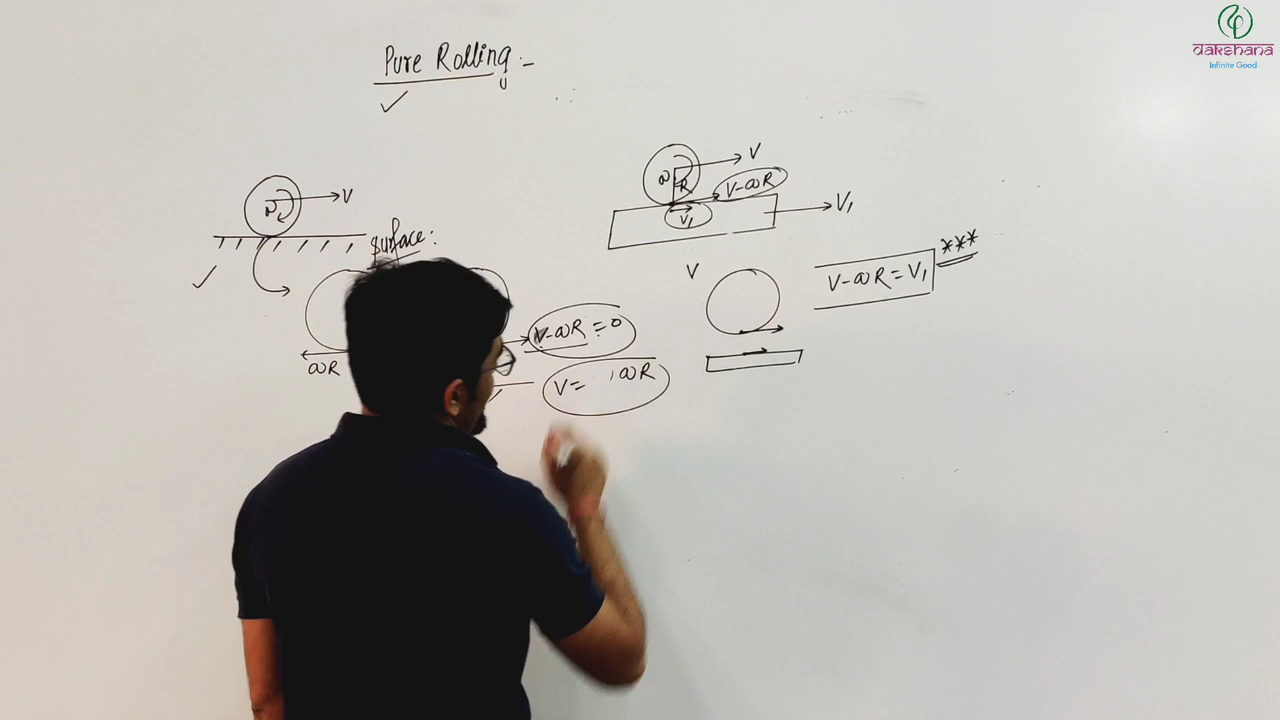 Pure Rolling :-
dakshana
Infinite Good
ω
V
surface:
ωR
V-ωR = 0
V = ωR
ω
R
V
V-ωR
V₁
V₁
V
V-ωR = V₁
***